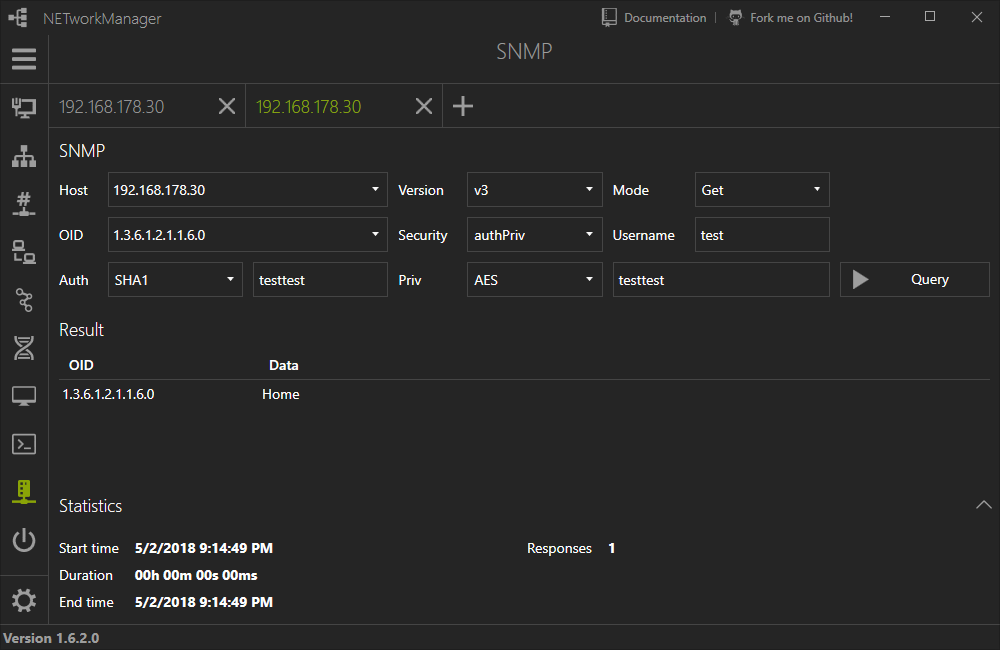 NETworkManager
Documentation | Fork me on Github!
SNMP
192.168.178.30 192.168.178.30
SNMP
Host 192.168.178.30 Version v3 Mode Get
OID 1.3.6.1.2.1.1.6.0 Security authPriv Username test
Auth SHA1 testtest Priv AES testtest Query
Result
OID Data
1.3.6.1.2.1.1.6.0 Home
Statistics
Start time 5/2/2018 9:14:49 PM Responses 1
Duration 00h 00m 00s 00ms
End time 5/2/2018 9:14:49 PM
Version 1.6.2.0